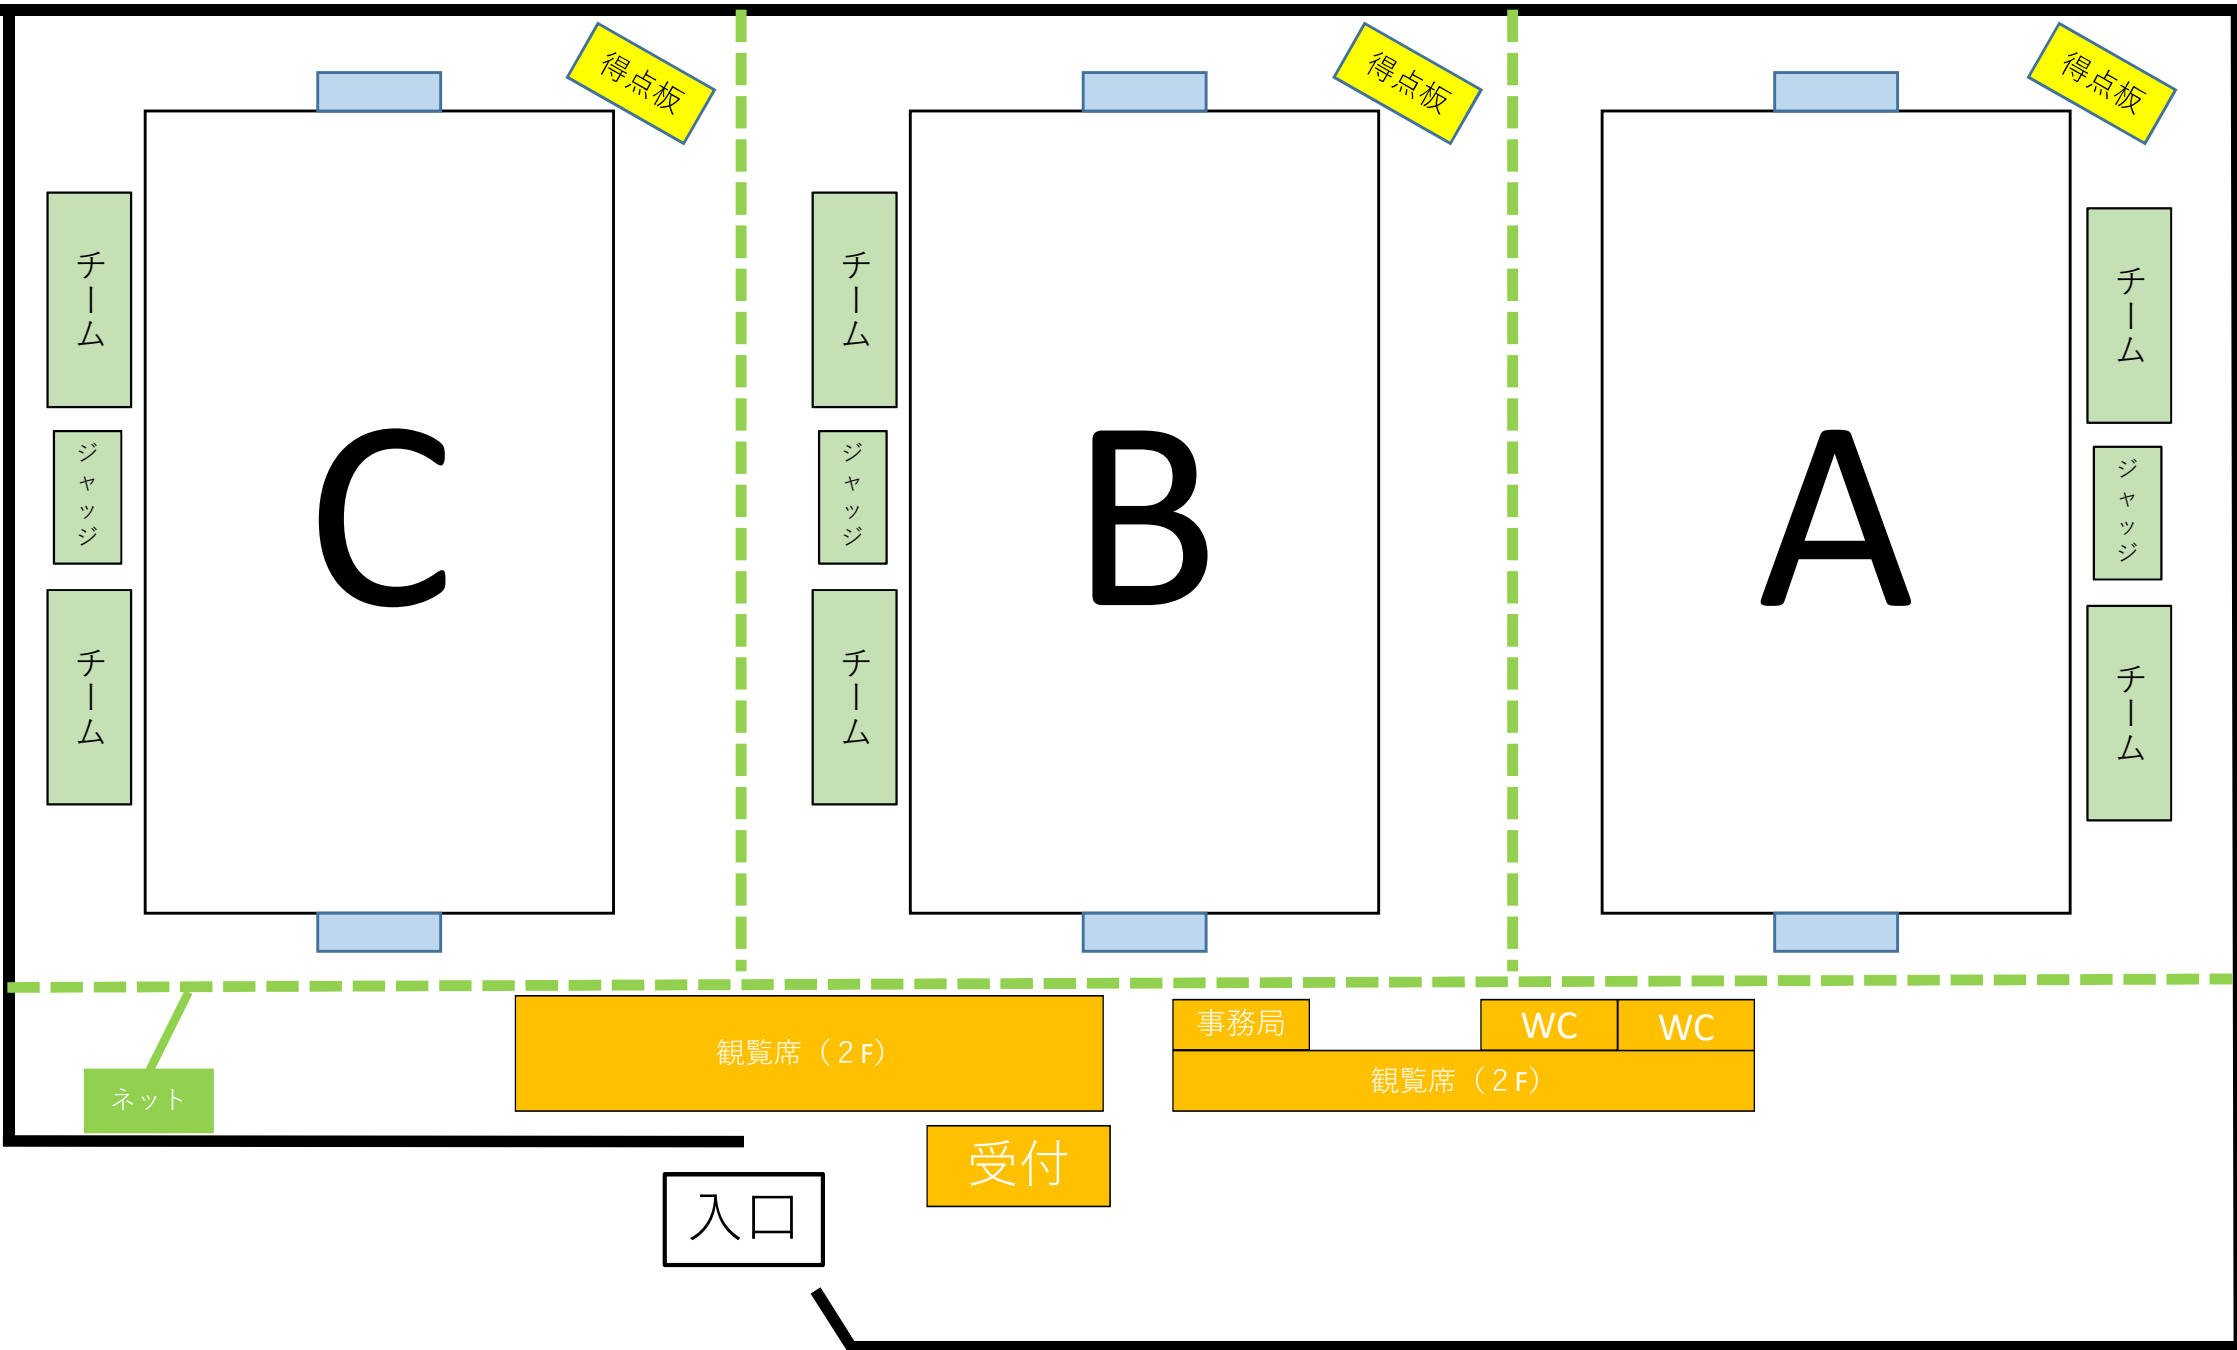 得点板
得点板
得点板
チーム
チーム
チーム
ジャッジ
ジャッジ
ジャッジ
C
B
A
チーム
チーム
チーム
事務局
WC
WC
観覧席（２F）
観覧席（２F）
ネット
受付
入口